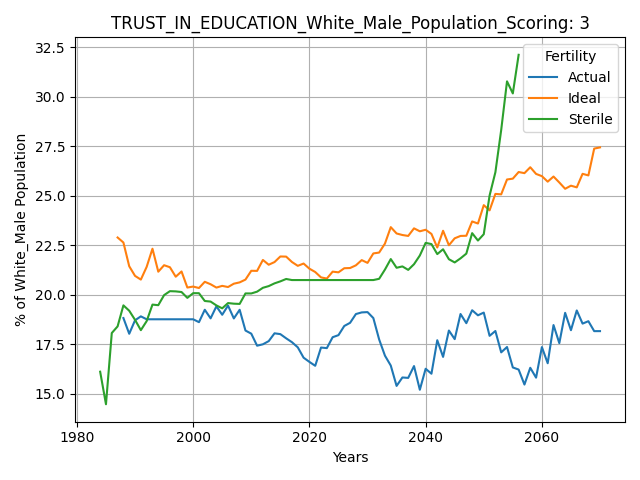 TRUST_IN_EDUCATION_White_Male_Population_Scoring: 3
Fertility
Actual
Ideal
Sterile
% of White_Male Population
32.5
30.0
27.5
25.0
22.5
20.0
17.5
15.0
1980
2000
2020
2040
2060
Years